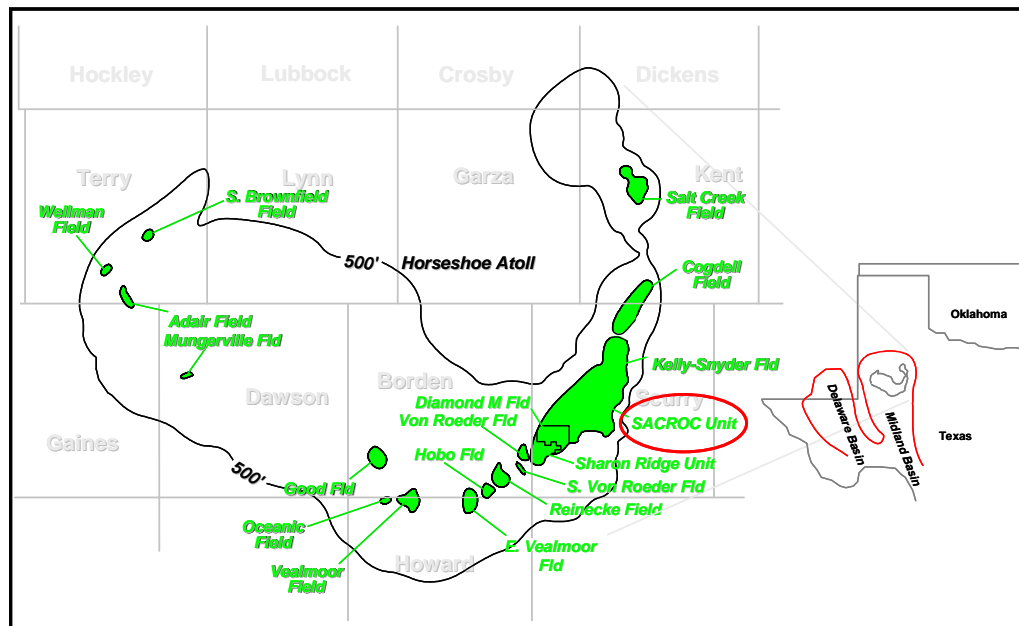 Hockley
Lubbock
Crosby
Dickens
Terry
Lynn
Garza
Kent
S. Brownfield
Field
Wellman
Field
Salt Creek
Field
500'
Horseshoe Atoll
Cogdell
Field
Adair Field
Mungerville Fld
Kelly-Snyder Fld
Borden
Dawson
Scurry
Diamond M Fld
Von Roeder Fld
SACROC Unit
Gaines
Hobo Fld
Sharon Ridge Unit
500'
Good Fld
S. Von Roeder Fld
Reinecke Field
Oceanic
Field
E. Vealmoor
Fld
Howard
Vealmoor
Field
Oklahoma
Delaware Basin
Midland Basin
Texas